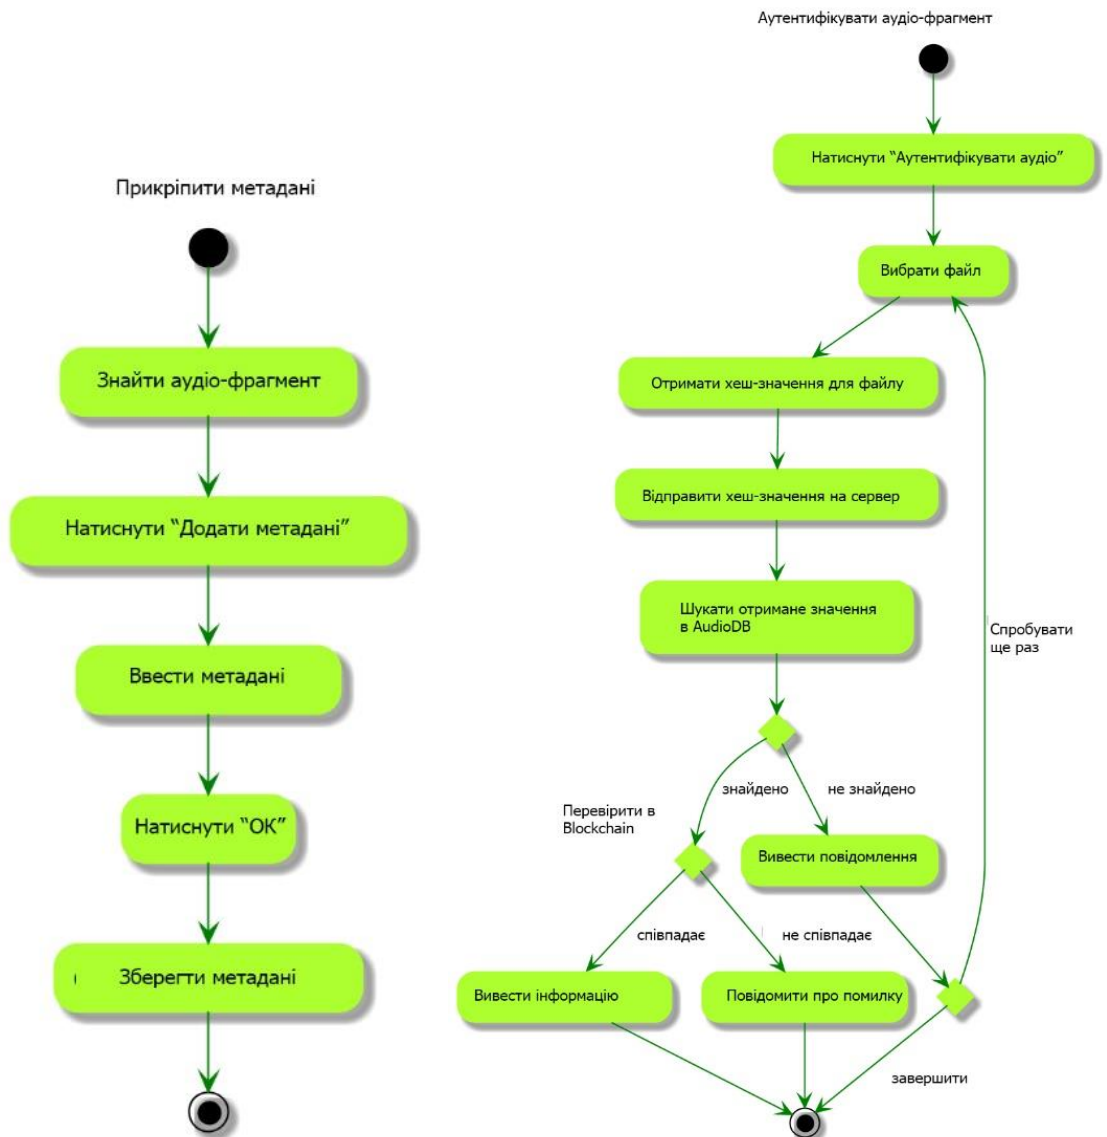 Прикріпити метадані
Знайти аудіо-фрагмент
Натиснути “Додати метадані”
Ввести метадані
Натиснути “ОК”
Зберегти метадані
Аутентифікувати аудіо-фрагмент
Натиснути “Аутентифікувати аудіо”
Вибрати файл
Отримати хеш-значення для файлу
Відправити хеш-значення на сервер
Шукати отримане значення
в AudioDB
Спробувати
ще раз
знайдено
не знайдено
Перевірити в
Blockchain
Вивести повідомлення
співпадає
не співпадає
Вивести інформацію
Повідомити про помилку
завершити